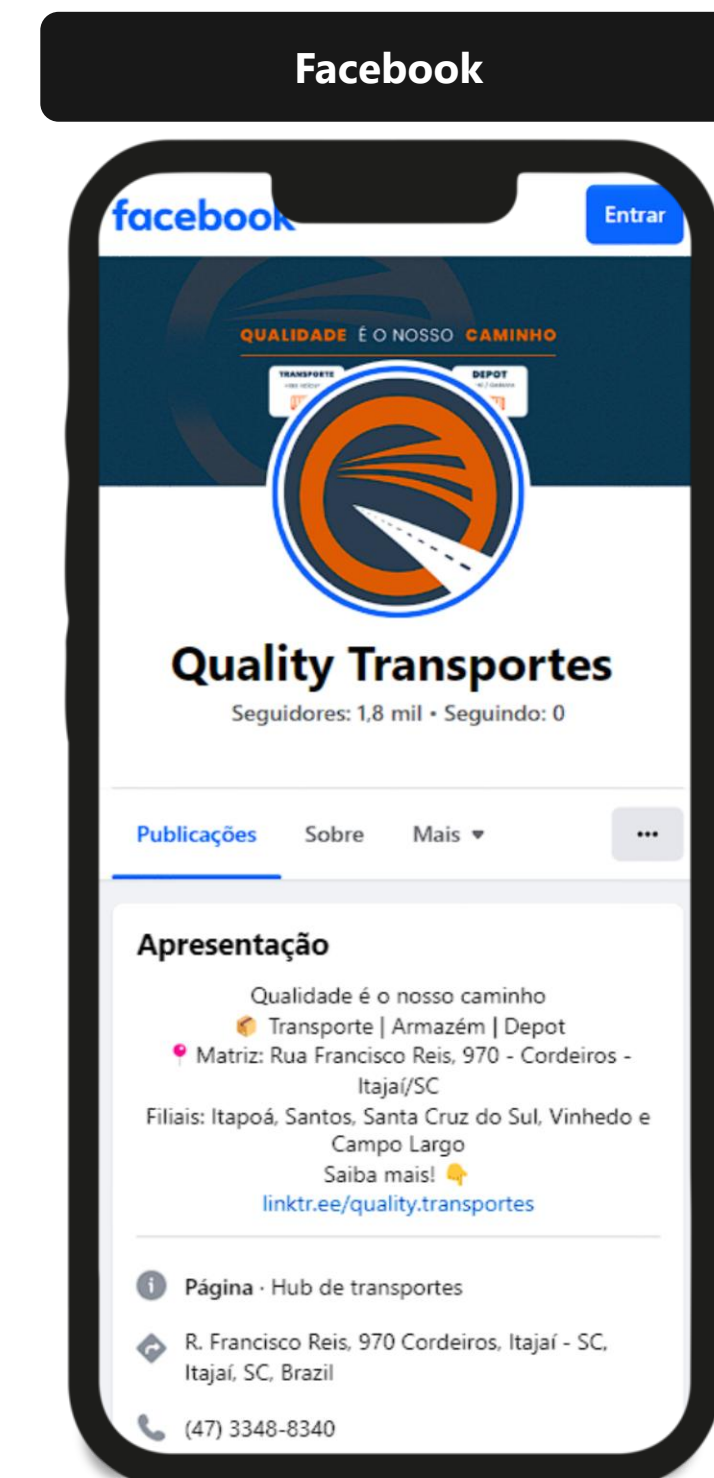 Facebook
facebook
Entrar
QUALIDADE É O NOSSO CAMINHO
TRANSPORTE
DEPOT
Quality Transportes
Seguidores: 1,8 mil • Seguindo: 0
Publicações Sobre Mais
Apresentação
Qualidade é o nosso caminho
📦 Transporte | Armazém | Depot
📍 Matriz: Rua Francisco Reis, 970 - Cordeiros -
Itajaí/SC
Filiais: Itapoá, Santos, Santa Cruz do Sul, Vinhedo e
Campo Largo
Saiba mais! 👇
linktr.ee/quality.transportes
Página · Hub de transportes
R. Francisco Reis, 970 Cordeiros, Itajaí - SC,
Itajaí, SC, Brazil
(47) 3348-8340